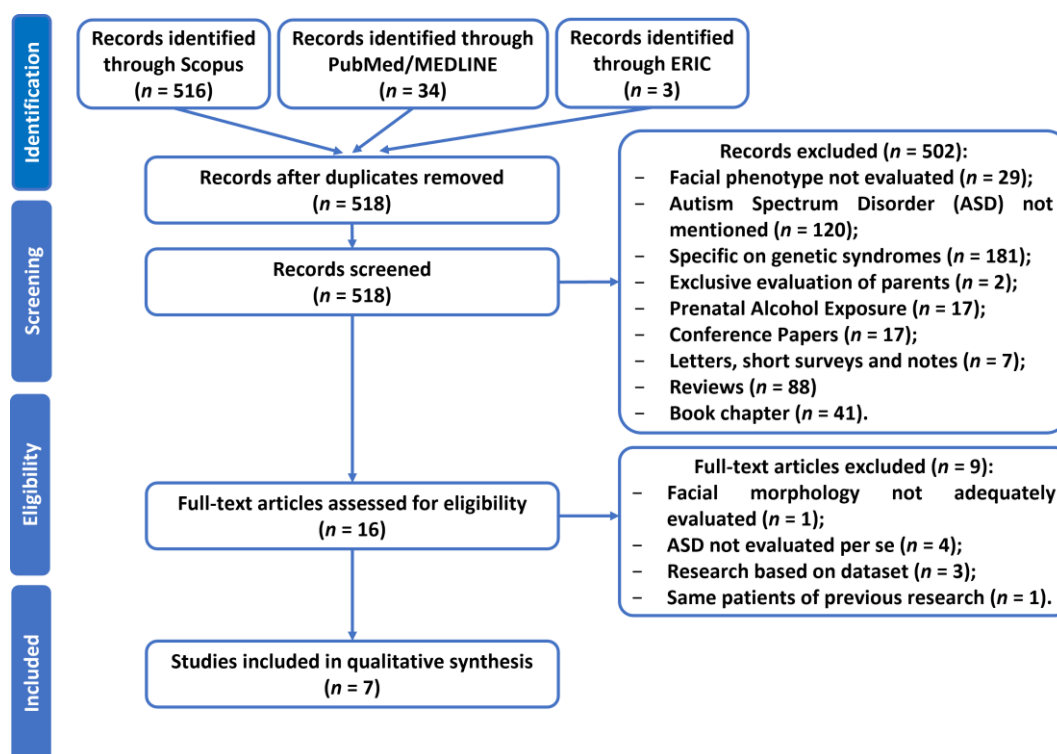 Identification
Records identified
through Scopus
(n = 516)
Records identified through
PubMed/MEDLINE
(n = 34)
Records identified
through ERIC
(n = 3)
Records after duplicates removed
(n = 518)
Screening
Records screened
(n = 518)
Records excluded (n = 502):
– Facial phenotype not evaluated (n = 29);
– Autism Spectrum Disorder (ASD) not
mentioned (n = 120);
– Specific on genetic syndromes (n = 181);
– Exclusive evaluation of parents (n = 2);
– Prenatal Alcohol Exposure (n = 17);
– Conference Papers (n = 17);
– Letters, short surveys and notes (n = 7);
– Reviews (n = 88)
– Book chapter (n = 41).
Eligibility
Full-text articles assessed for eligibility
(n = 16)
Full-text articles excluded (n = 9):
– Facial morphology not adequately
evaluated (n = 1);
– ASD not evaluated per se (n = 4);
– Research based on dataset (n = 3);
– Same patients of previous research (n = 1).
Included
Studies included in qualitative synthesis
(n = 7)